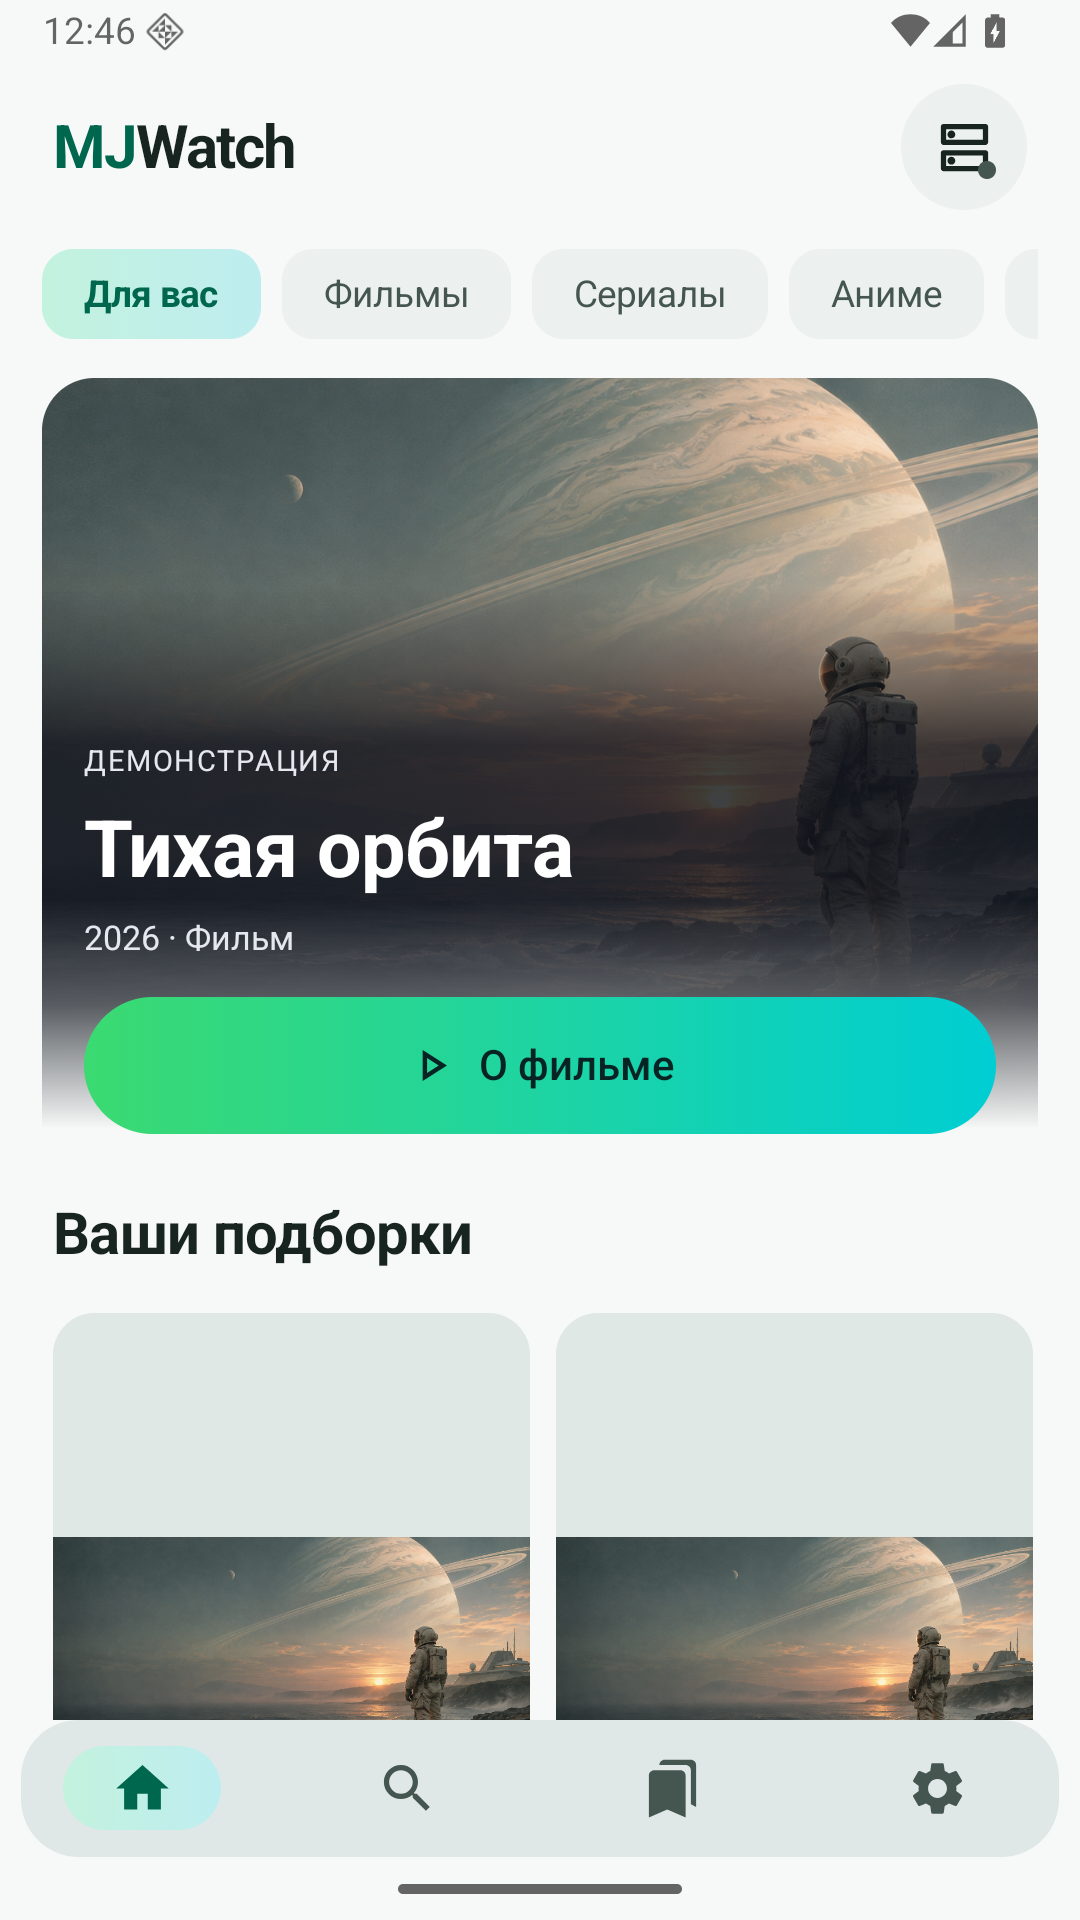 12:46
MJWatch
Для вас
Фильмы
Сериалы
Аниме
ДЕМОНСТРАЦИЯ
Тихая орбита
2026 · Фильм
О фильме
Ваши подборки